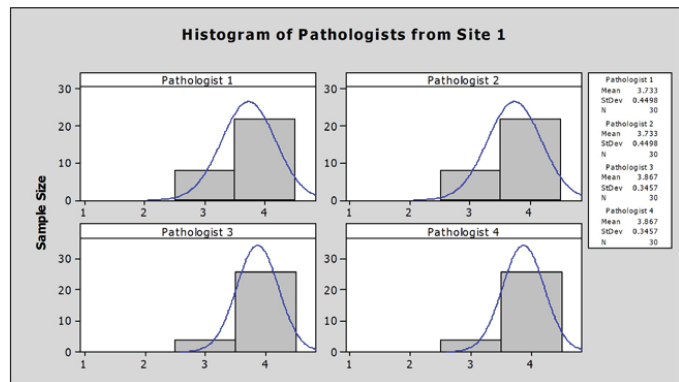 Histogram of Pathologists from Site 1
Sample Size
Pathologist 1
30
20
10
0
1 2 3 4
Pathologist 2
30
20
10
0
1 2 3 4
Pathologist 3
30
20
10
0
1 2 3 4
Pathologist 4
30
20
10
0
1 2 3 4
Pathologist 1
Mean 3.733
StDev 0.4498
N 30
Pathologist 2
Mean 3.733
StDev 0.4498
N 30
Pathologist 3
Mean 3.867
StDev 0.3457
N 30
Pathologist 4
Mean 3.867
StDev 0.3457
N 30